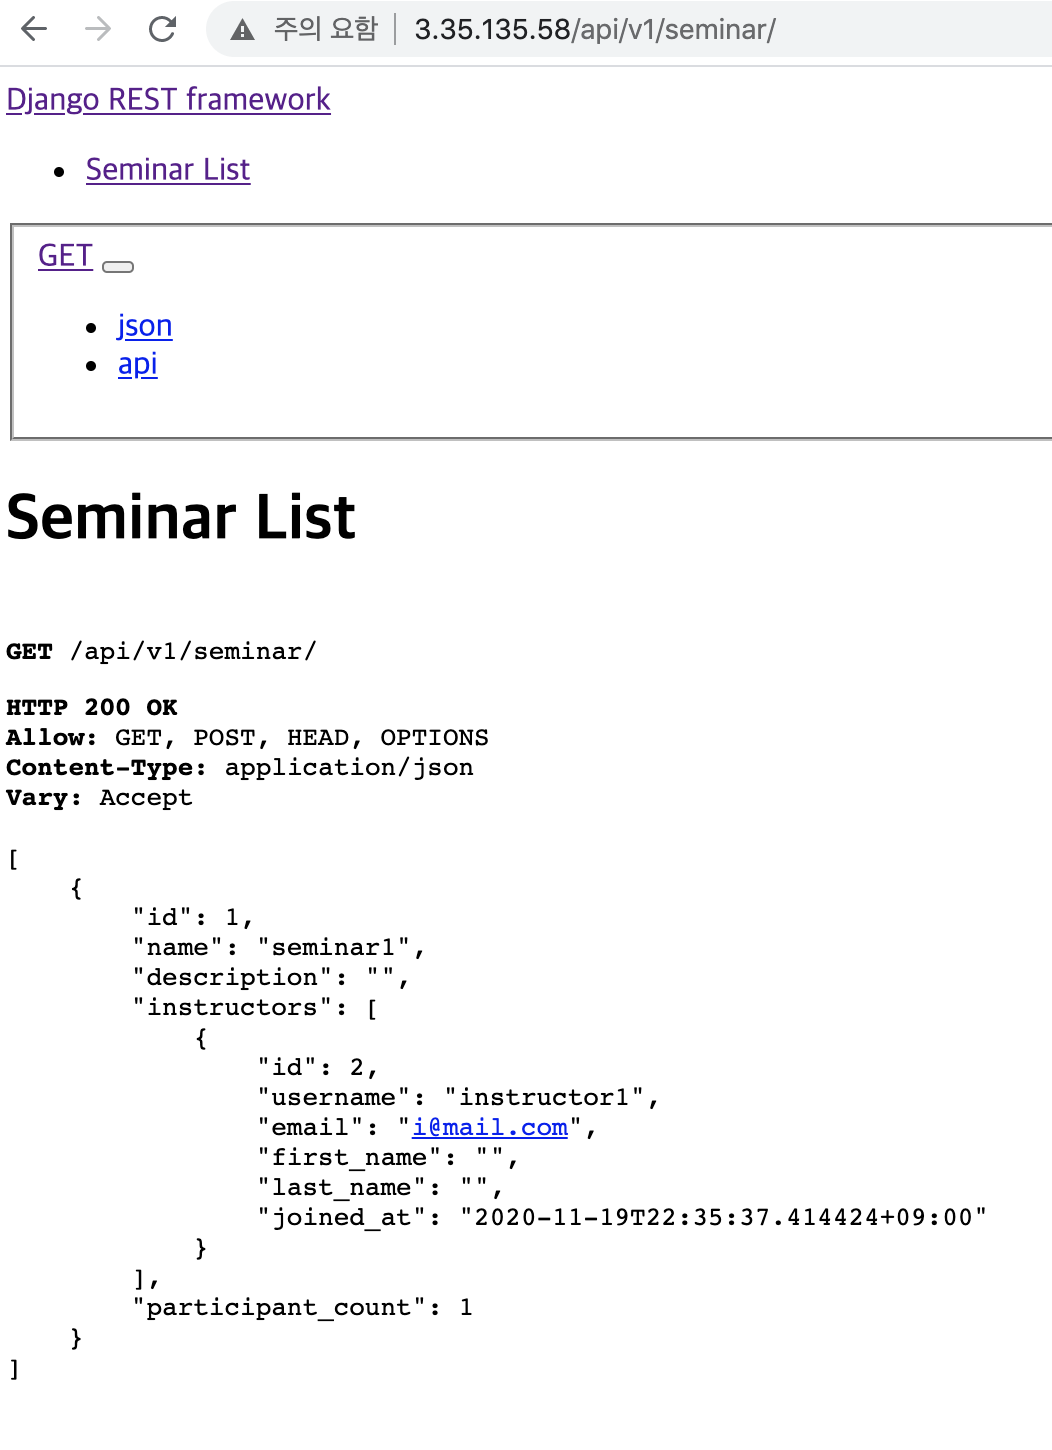 주의 요함 3.35.135.58/api/v1/seminar/
Django REST framework
Seminar List
GET
json
api
Seminar List
GET /api/v1/seminar/
HTTP 200 OK
Allow: GET, POST, HEAD, OPTIONS
Content-Type: application/json
Vary: Accept
[
    {
        "id": 1,
        "name": "seminar1",
        "description": "",
        "instructors": [
            {
                "id": 2,
                "username": "instructor1",
                "email": "i@mail.com",
                "first_name": "",
                "last_name": "",
                "joined_at": "2020-11-19T22:35:37.414424+09:00"
            }
        ],
        "participant_count": 1
    }
]